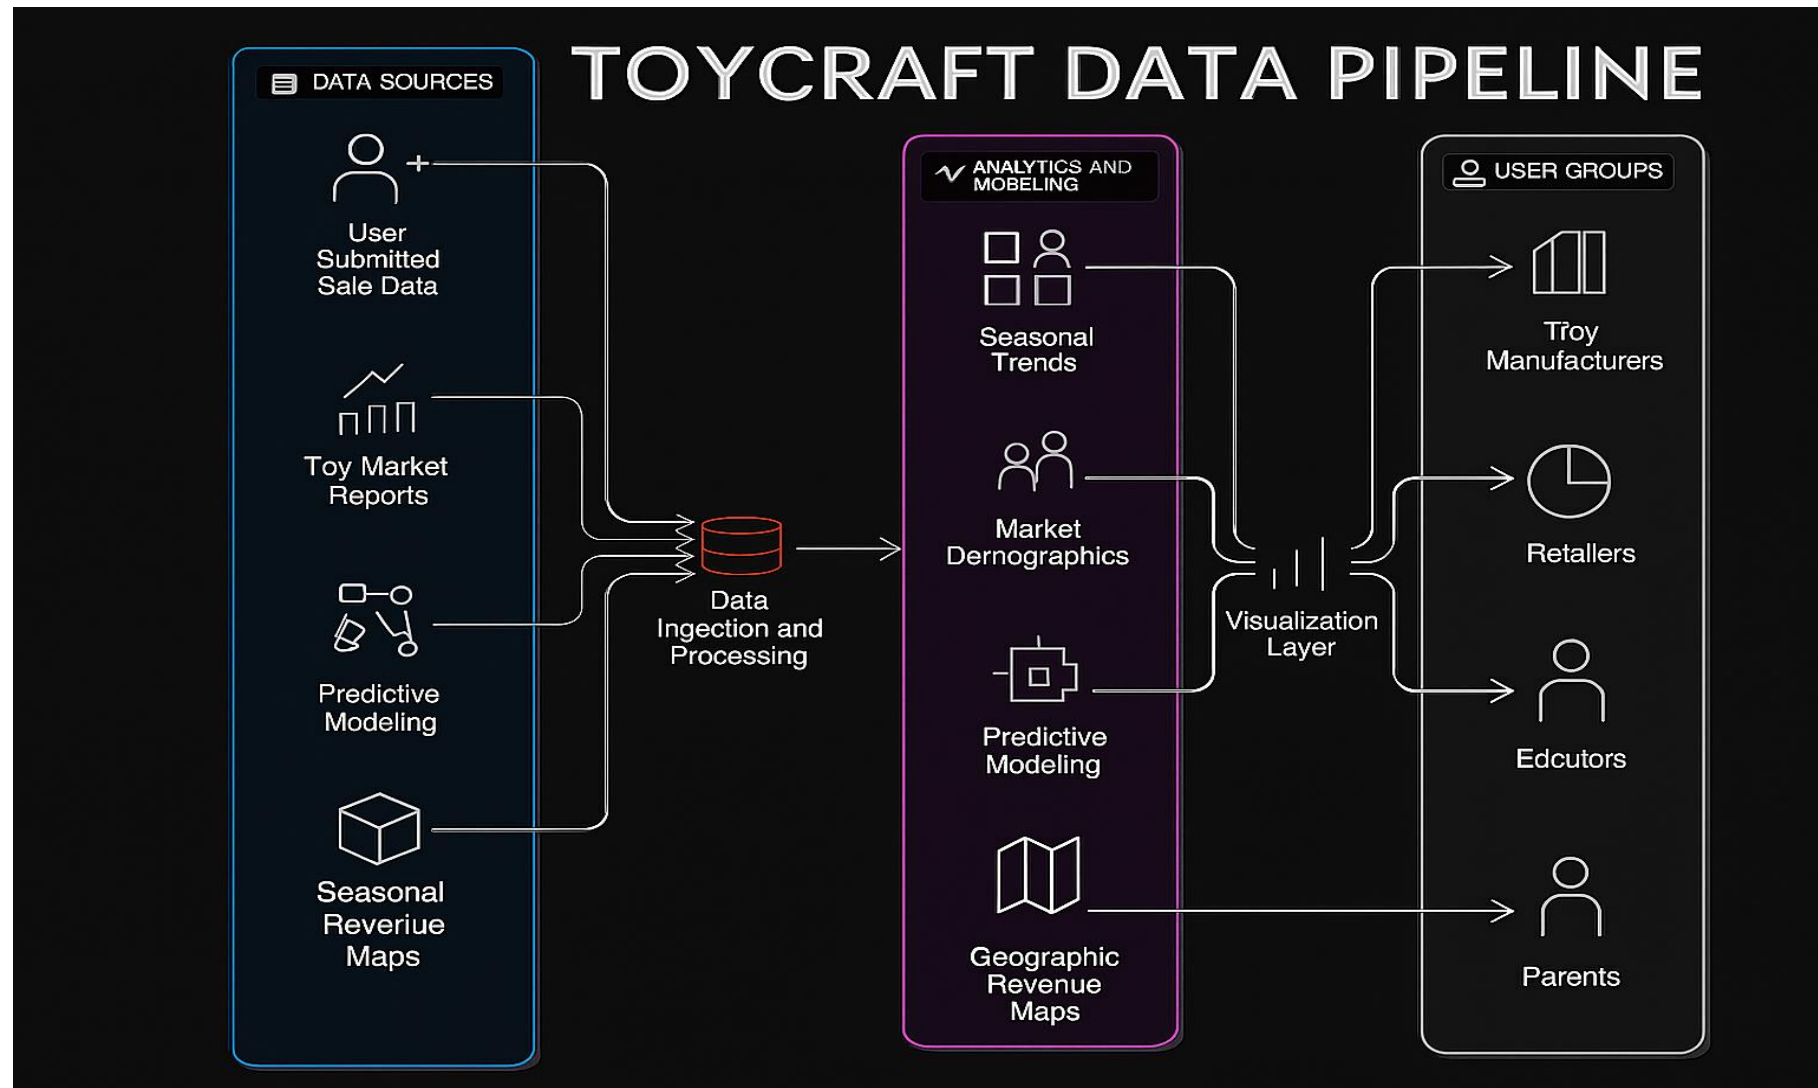 TOYCRAFT DATA PIPELINE
DATA SOURCES
User
Submitted
Sale Data
Toy Market
Reports
Predictive
Modeling
Seasonal
Reveriue
Maps
Data
Ingection and
Processing
ANALYTICS AND
MOBELING
Seasonal
Trends
Market
Dernographics
Predictive
Modeling
Geographic
Revenue
Maps
Visualization
Layer
USER GROUPS
Troy
Manufacturers
Retallers
Edcutors
Parents